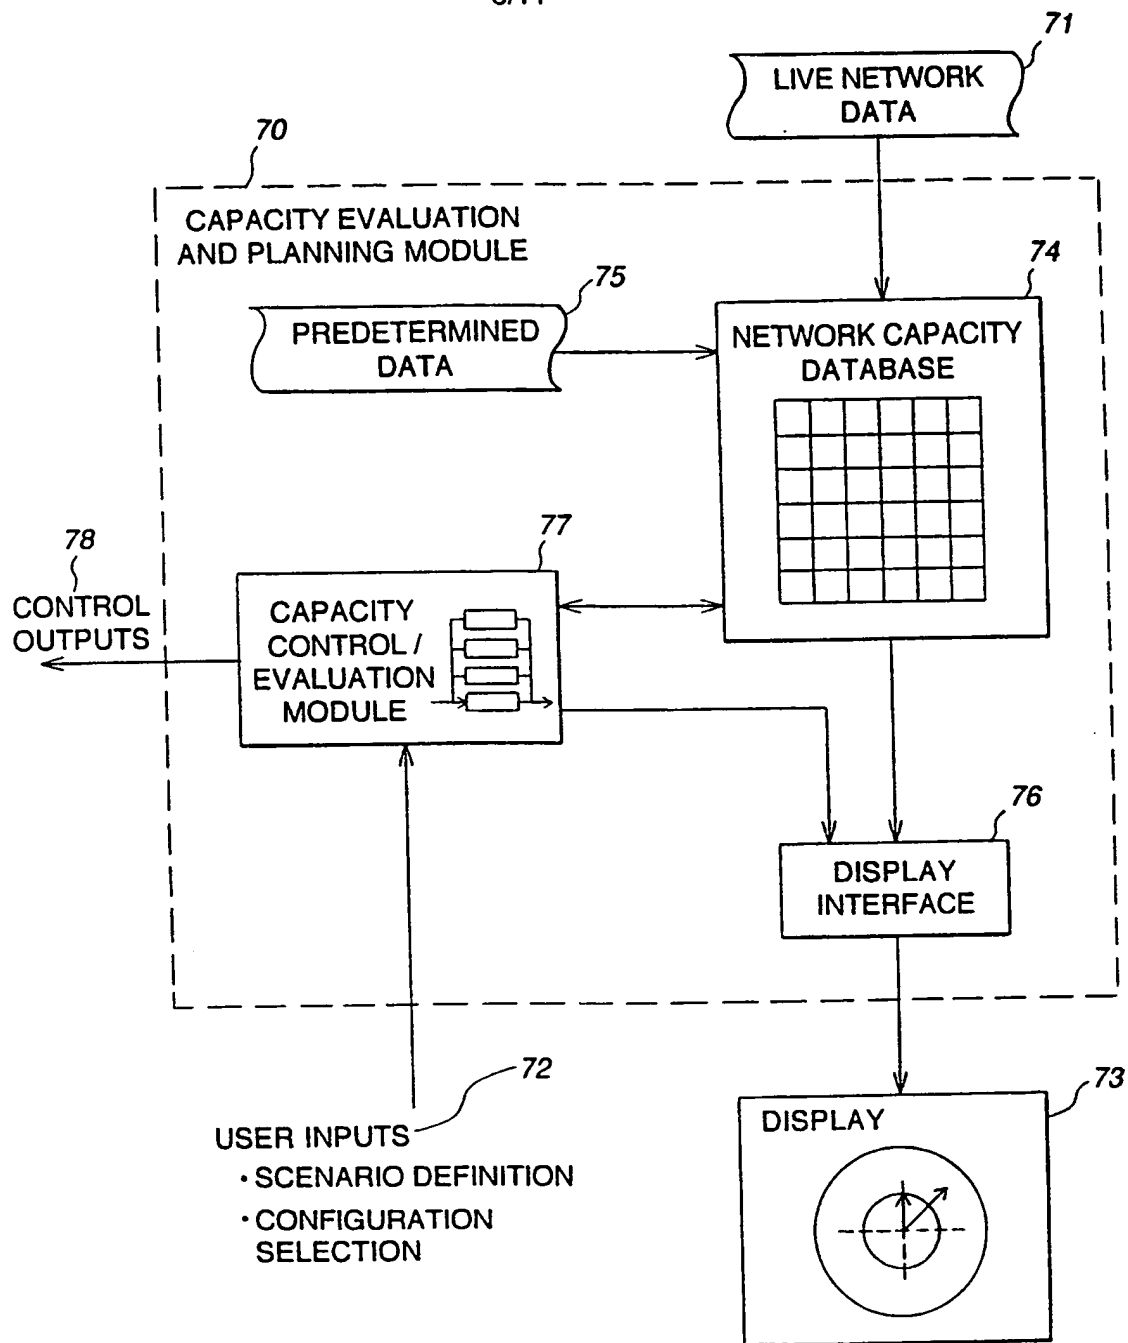 71
LIVE NETWORK
DATA
70
CAPACITY EVALUATION
AND PLANNING MODULE
75
PREDETERMINED
DATA
74
NETWORK CAPACITY
DATABASE
78
CONTROL
OUTPUTS
77
CAPACITY
CONTROL /
EVALUATION
MODULE
76
DISPLAY
INTERFACE
72
USER INPUTS
· SCENARIO DEFINITION
· CONFIGURATION
SELECTION
73
DISPLAY